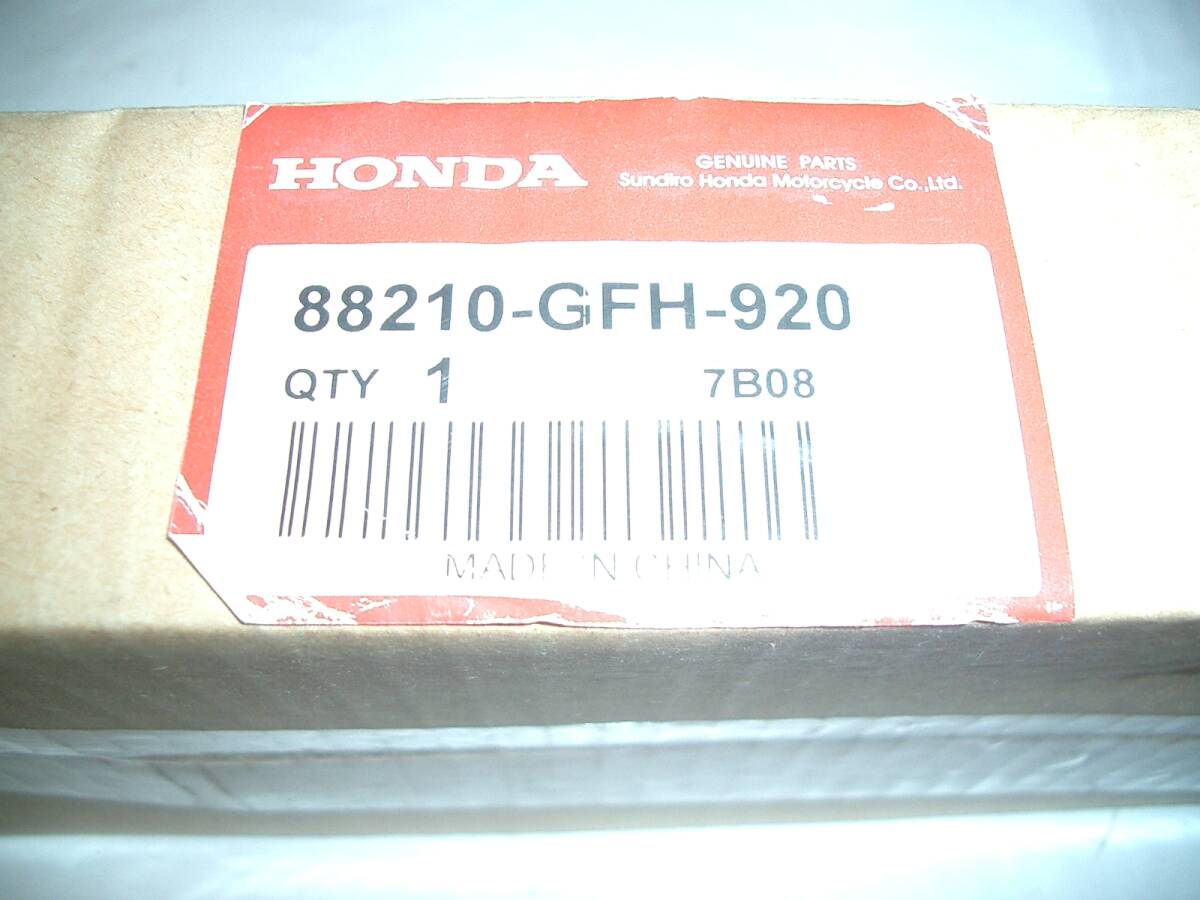 HONDA
GENUINE PARTS
Sundiro Honda Motorcycle Co.,Ltd.
88210-GFH-920
QTY 1 7B08
MADE IN CHINA